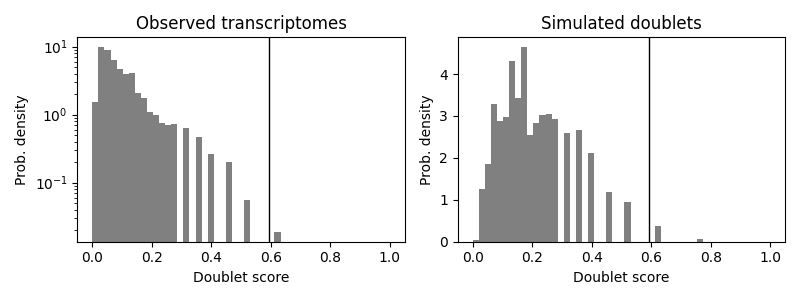 Observed transcriptomes
Prob. density
10¹
10⁰
10⁻¹
0.0 0.2 0.4 0.6 0.8 1.0
Doublet score
Simulated doublets
Prob. density
4
3
2
1
0
0.0 0.2 0.4 0.6 0.8 1.0
Doublet score